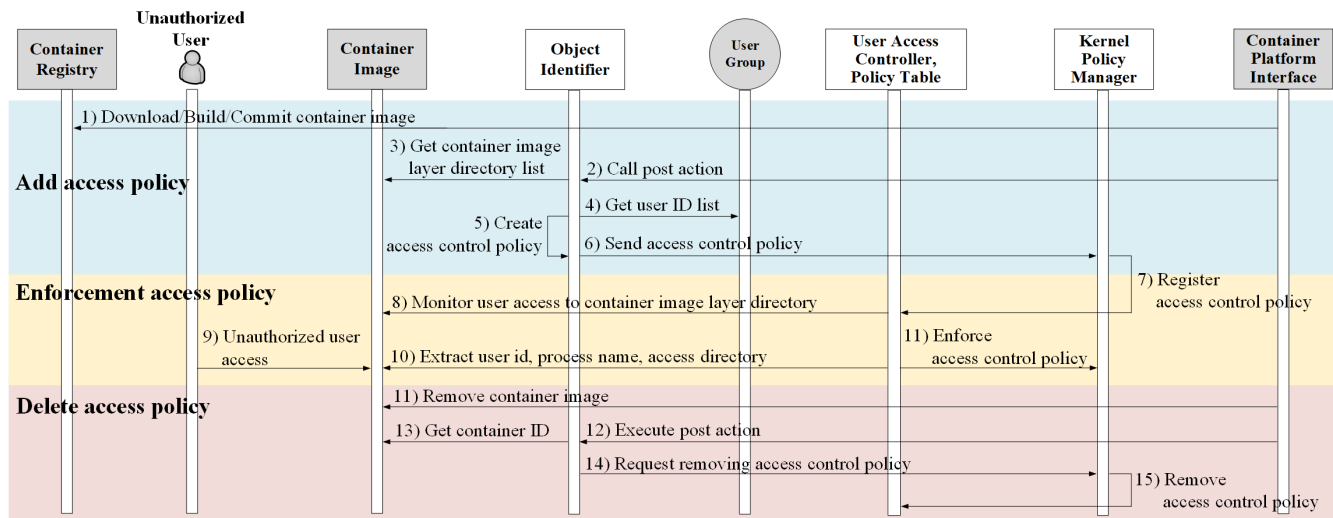 Unauthorized
User
Container
Registry
Container
Image
Object
Identifier
User
Group
User Access
Controller,
Policy Table
Kernel
Policy
Manager
Container
Platform
Interface
1) Download/Build/Commit container image
3) Get container image
layer directory list
2) Call post action
Add access policy
4) Get user ID list
5) Create
access control policy
6) Send access control policy
Enforcement access policy
7) Register
access control policy
8) Monitor user access to container image layer directory
9) Unauthorized user
access
10) Extract user id, process name, access directory
11) Enforce
access control policy
Delete access policy
11) Remove container image
13) Get container ID
12) Execute post action
14) Request removing access control policy
15) Remove
access control policy